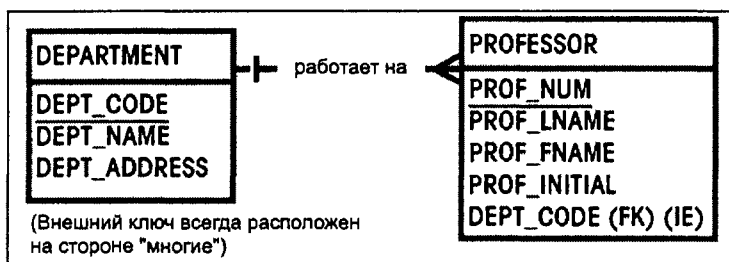 DEPARTMENT
DEPT_CODE
DEPT_NAME
DEPT_ADDRESS
(Внешний ключ всегда расположен
на стороне "многие")
работает на
PROFESSOR
PROF_NUM
PROF_LNAME
PROF_FNAME
PROF_INITIAL
DEPT_CODE (FK) (IE)